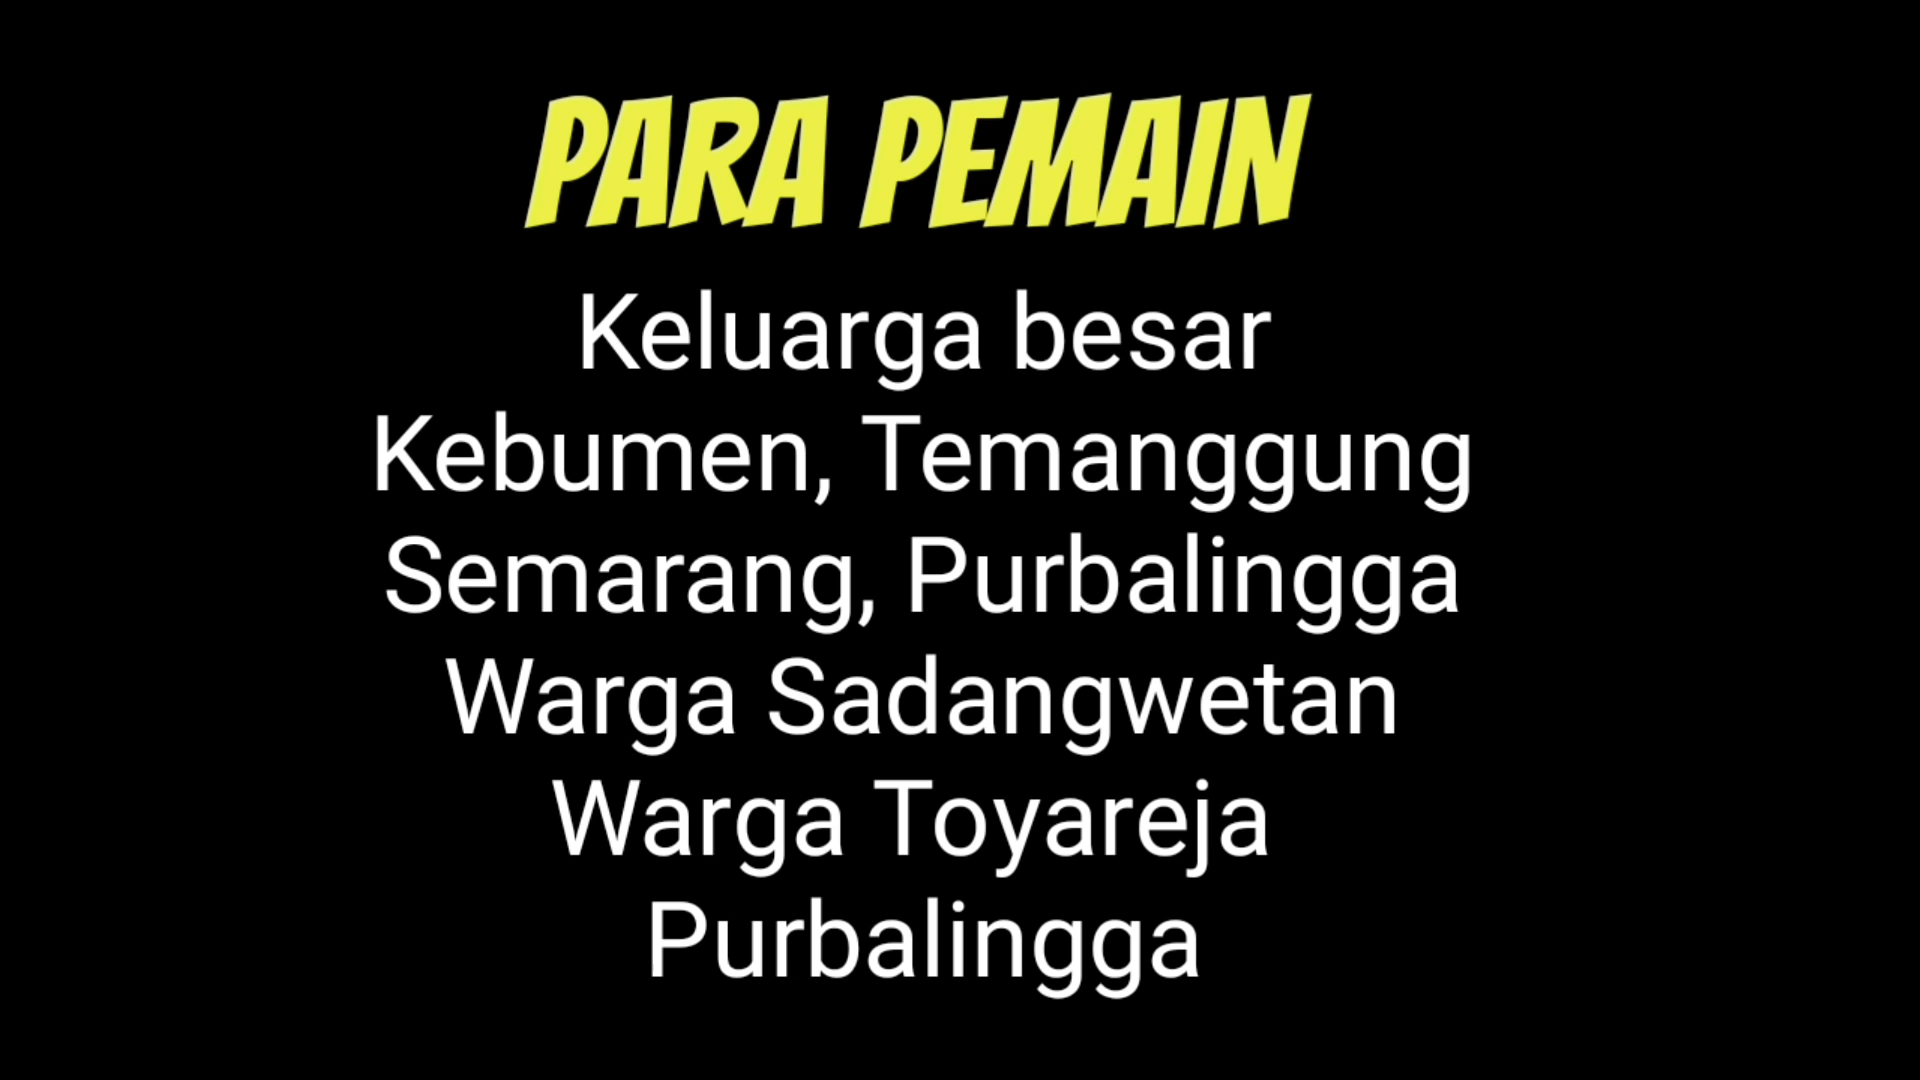 PARA PEMAIN
Keluarga besar
Kebumen, Temanggung
Semarang, Purbalingga
Warga Sadangwetan
Warga Toyareja
Purbalingga